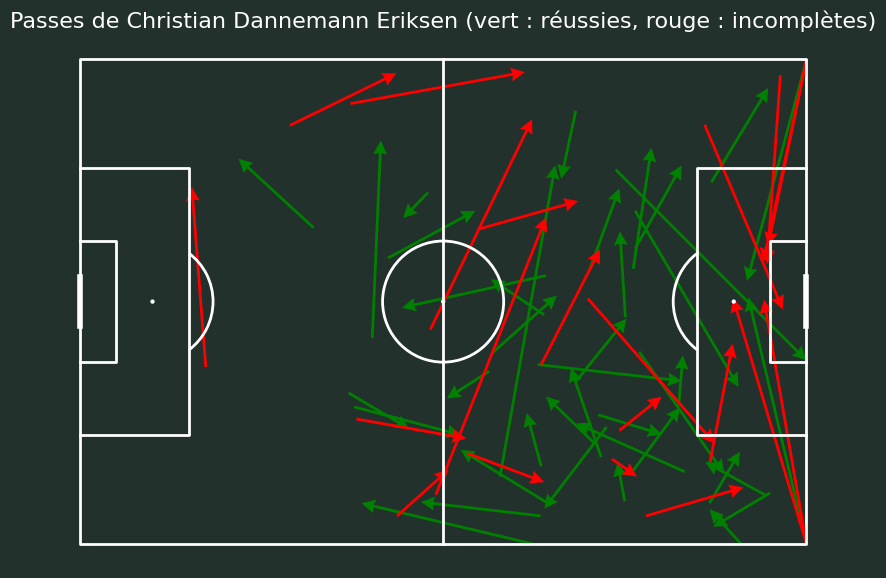 Passes de Christian Dannemann Eriksen (vert : réussies, rouge : incomplètes)